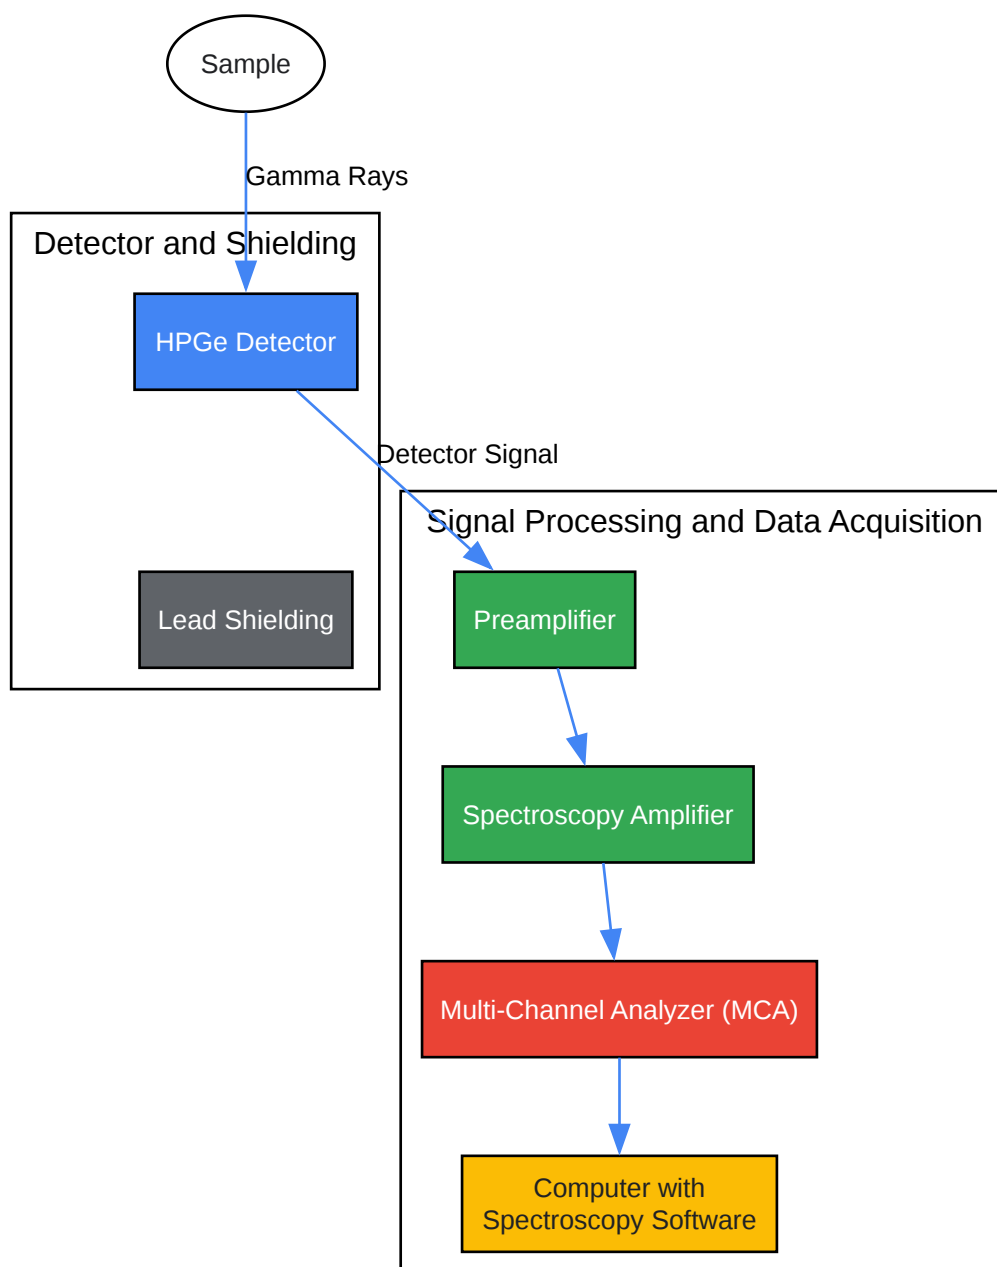 Sample
Gamma Rays
Detector and Shielding
HPGe Detector
Detector Signal
Signal Processing and Data Acquisition
Lead Shielding
Preamplifier
Spectroscopy Amplifier
Multi-Channel Analyzer (MCA)
Computer with
Spectroscopy Software